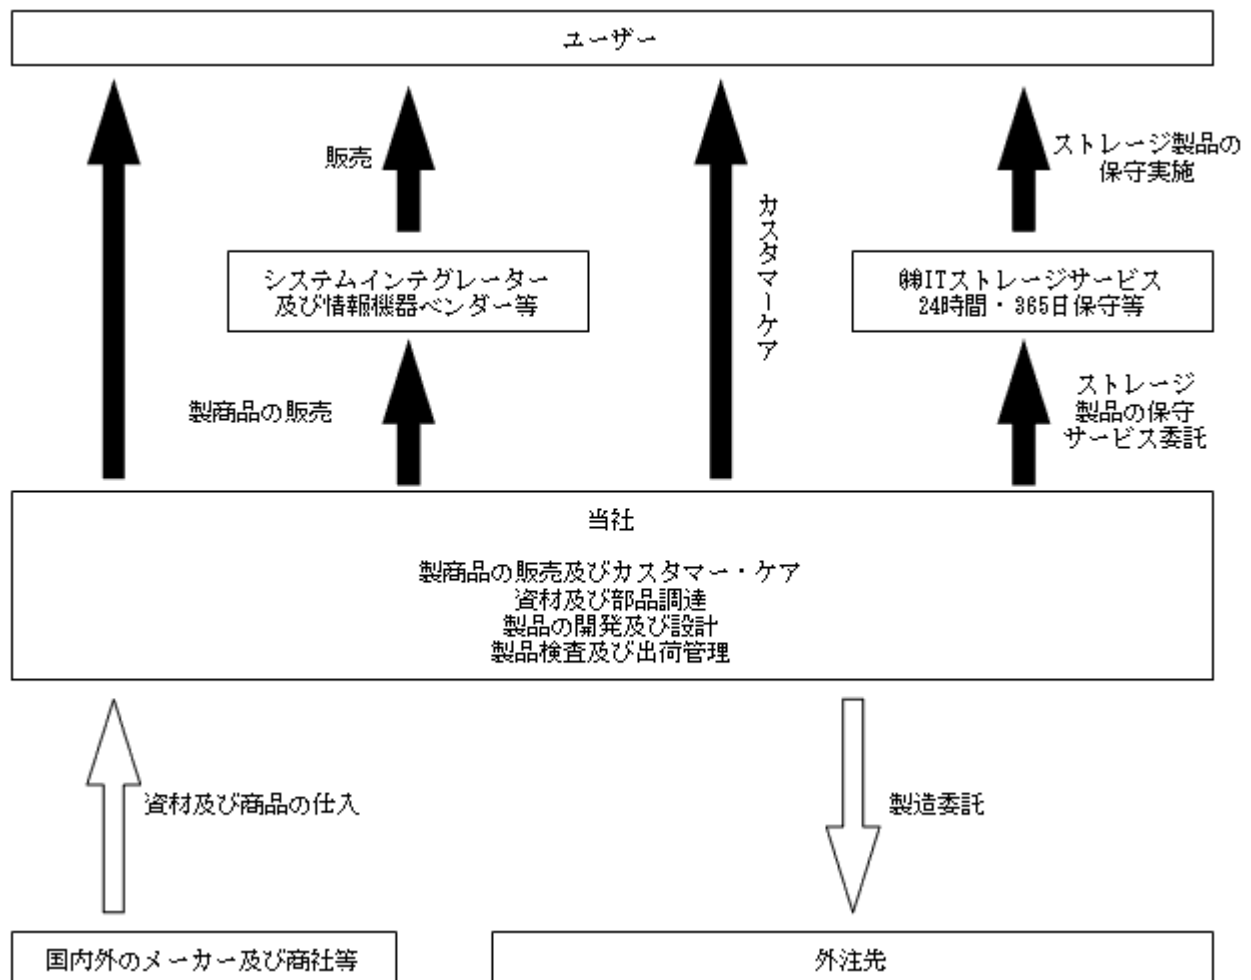 ユーザー
販売
ストレージ製品の
保守実施
カスタマーケア
システムインテグレーター
及び情報機器ベンダー等
㈱ITストレージサービス
24時間・365日保守等
製商品の販売
ストレージ
製品の保守
サービス委託
当社
製商品の販売及びカスタマー・ケア
資材及び部品調達
製品の開発及び設計
製品検査及び出荷管理
資材及び商品の仕入
製造委託
国内外のメーカー及び商社等
外注先